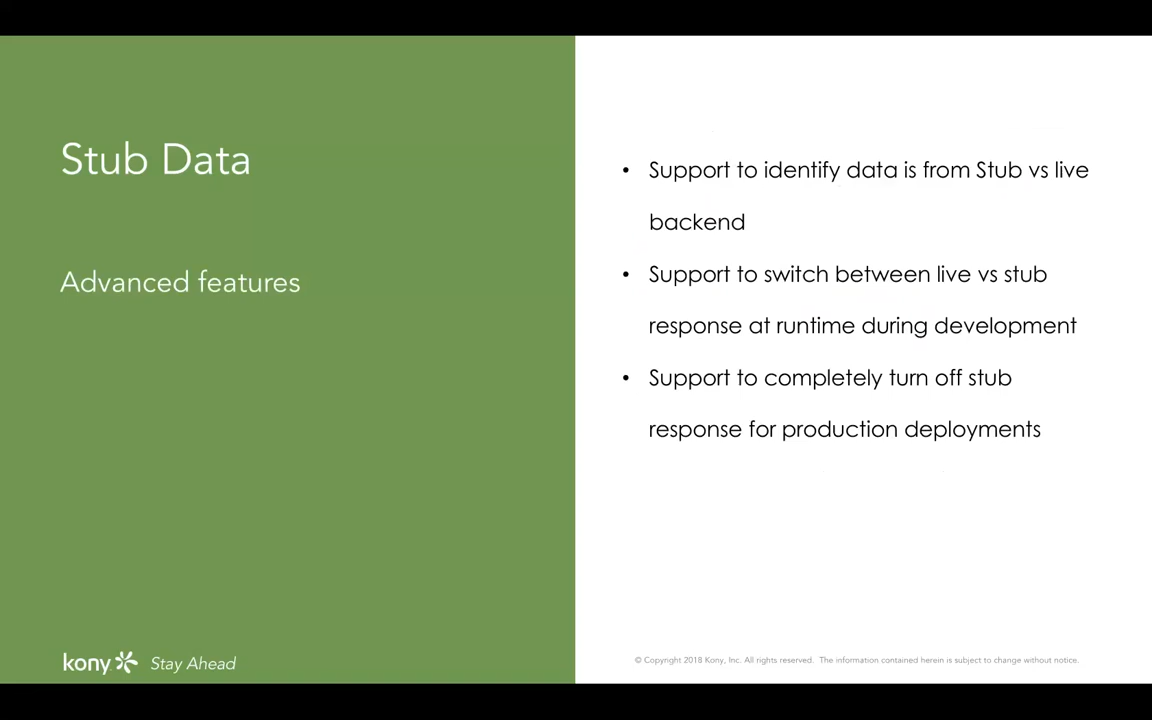 Stub Data
Advanced features
• Support to identify data is from Stub vs live
backend
• Support to switch between live vs stub
response at runtime during development
• Support to completely turn off stub
response for production deployments
kony Stay Ahead
© Copyright 2018 Kony, Inc. All rights reserved. The information contained herein is subject to change without notice.